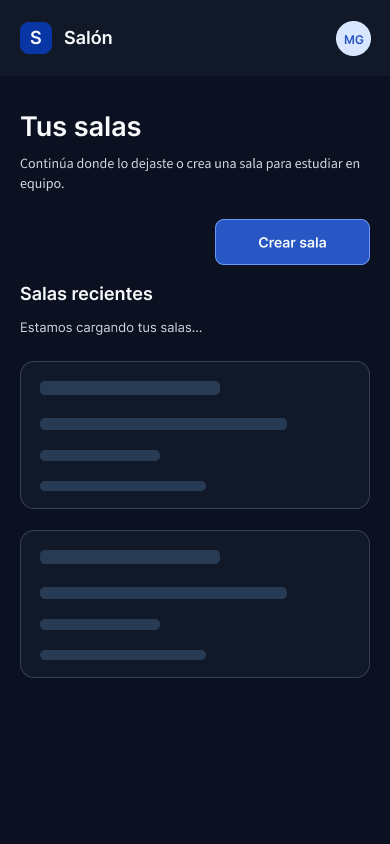 S Salón MG
Tus salas
Continúa donde lo dejaste o crea una sala para estudiar en
equipo.
Crear sala
Salas recientes
Estamos cargando tus salas...